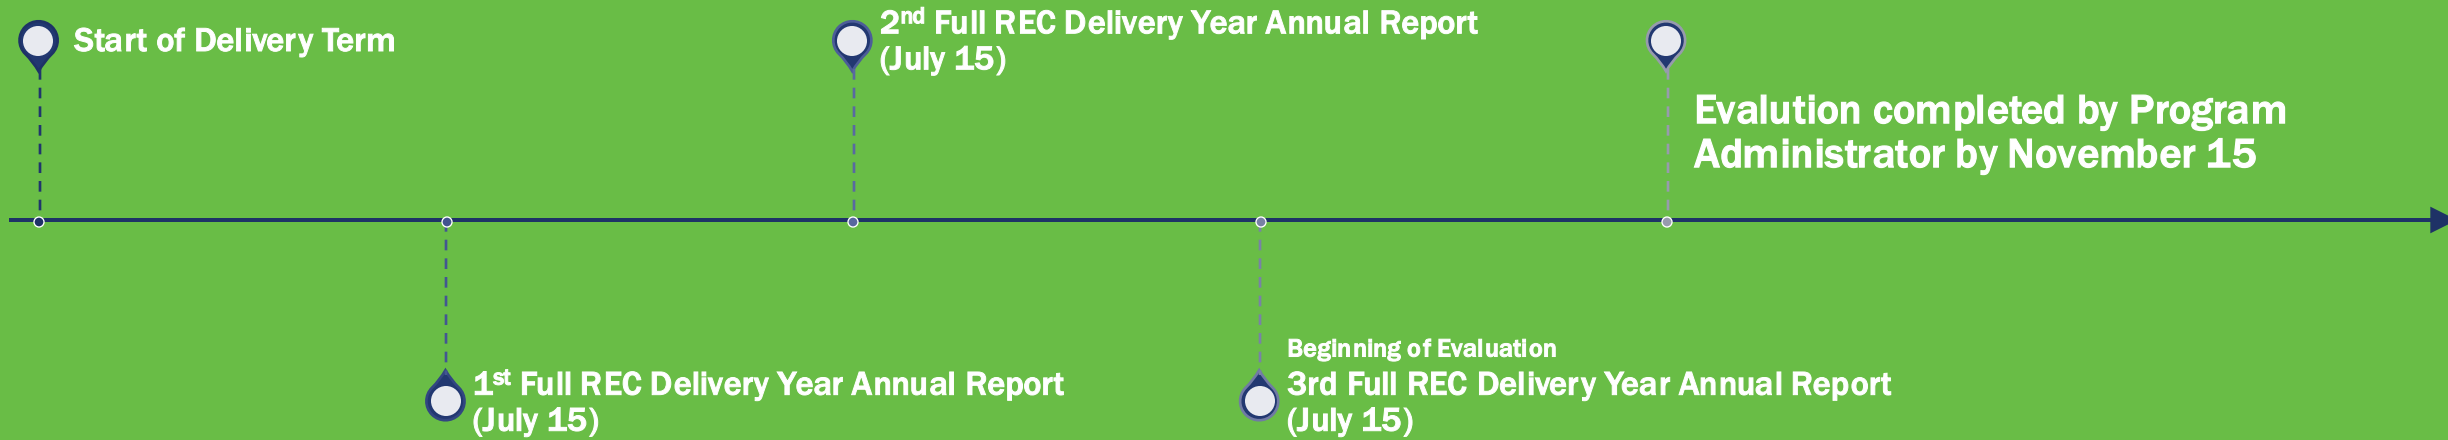 Start of Delivery Term
1st Full REC Delivery Year Annual Report
(July 15)
2nd Full REC Delivery Year Annual Report
(July 15)
Beginning of Evaluation
3rd Full REC Delivery Year Annual Report
(July 15)
Evalution completed by Program
Administrator by November 15